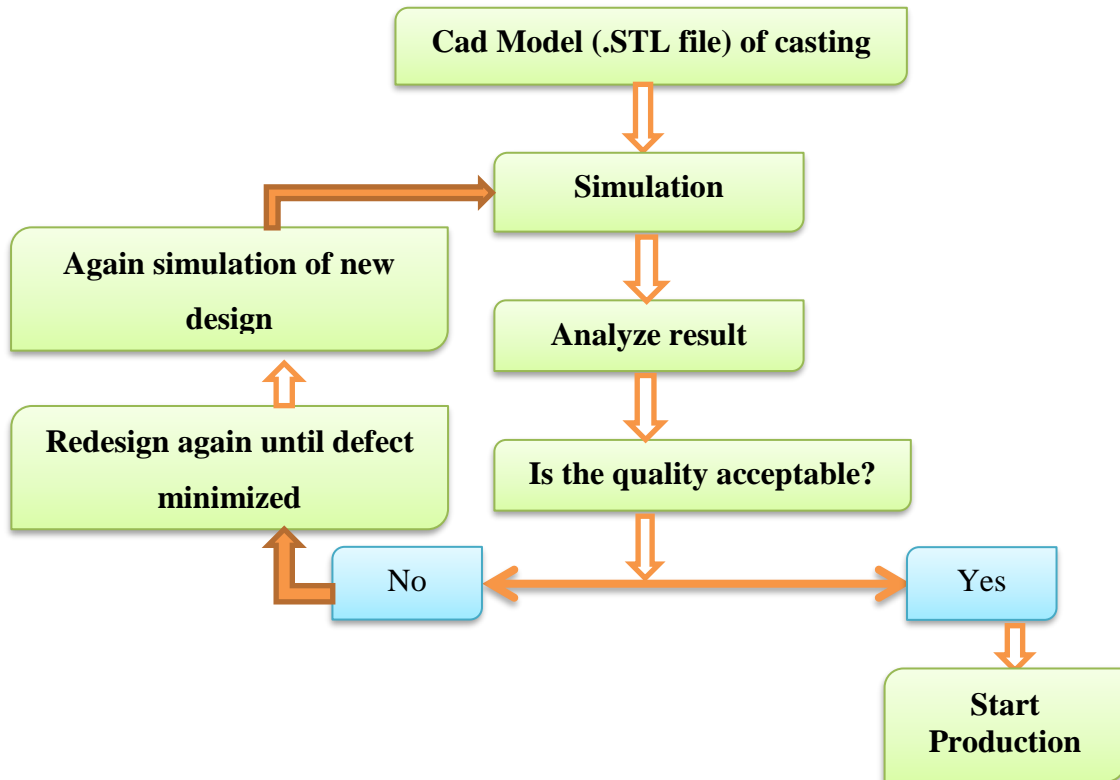 Cad Model (.STL file) of casting
Simulation
Again simulation of new
design
Analyze result
Redesign again until defect
minimized
Is the quality acceptable?
No
Yes
Start
Production